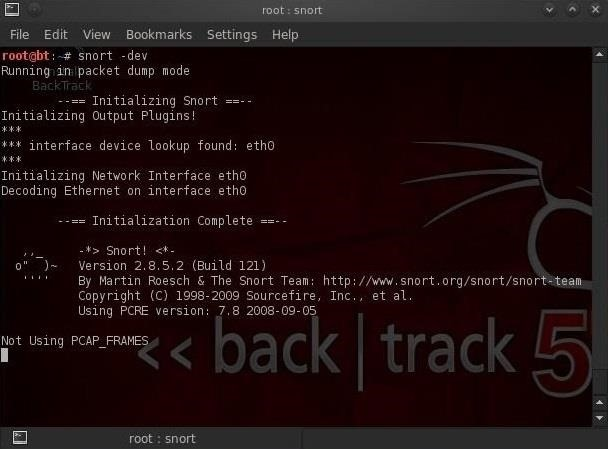 root : snort
File Edit View Bookmarks Settings Help
root@bt:~# snort -dev
Running in packet dump mode
BackTrack
--== Initializing Snort ==--
Initializing Output Plugins!
***
*** interface device lookup found: eth0
***
Initializing Network Interface eth0
Decoding Ethernet on interface eth0
--== Initialization Complete ==--
,,_ -*> Snort! <*-
o" )~ Version 2.8.5.2 (Build 121)
'''' By Martin Roesch & The Snort Team: http://www.snort.org/snort/snort-team
Copyright (C) 1998-2009 Sourcefire, Inc., et al.
Using PCRE version: 7.8 2008-09-05
Not Using PCAP_FRAMES
<< back | track 5
root : snort